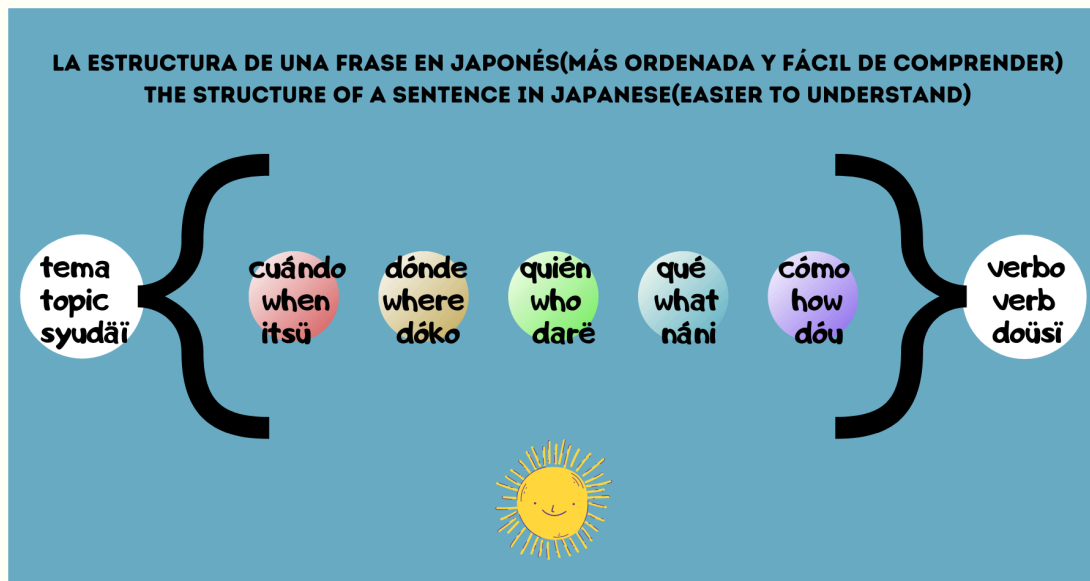 LA ESTRUCTURA DE UNA FRASE EN JAPONÉS(MÁS ORDENADA Y FÁCIL DE COMPRENDER)
THE STRUCTURE OF A SENTENCE IN JAPANESE(EASIER TO UNDERSTAND)
tema
topic
syudäï
cuándo
when
itsü
dónde
where
dóko
quién
who
darë
qué
what
náni
cómo
how
dóu
verbo
verb
doüsï